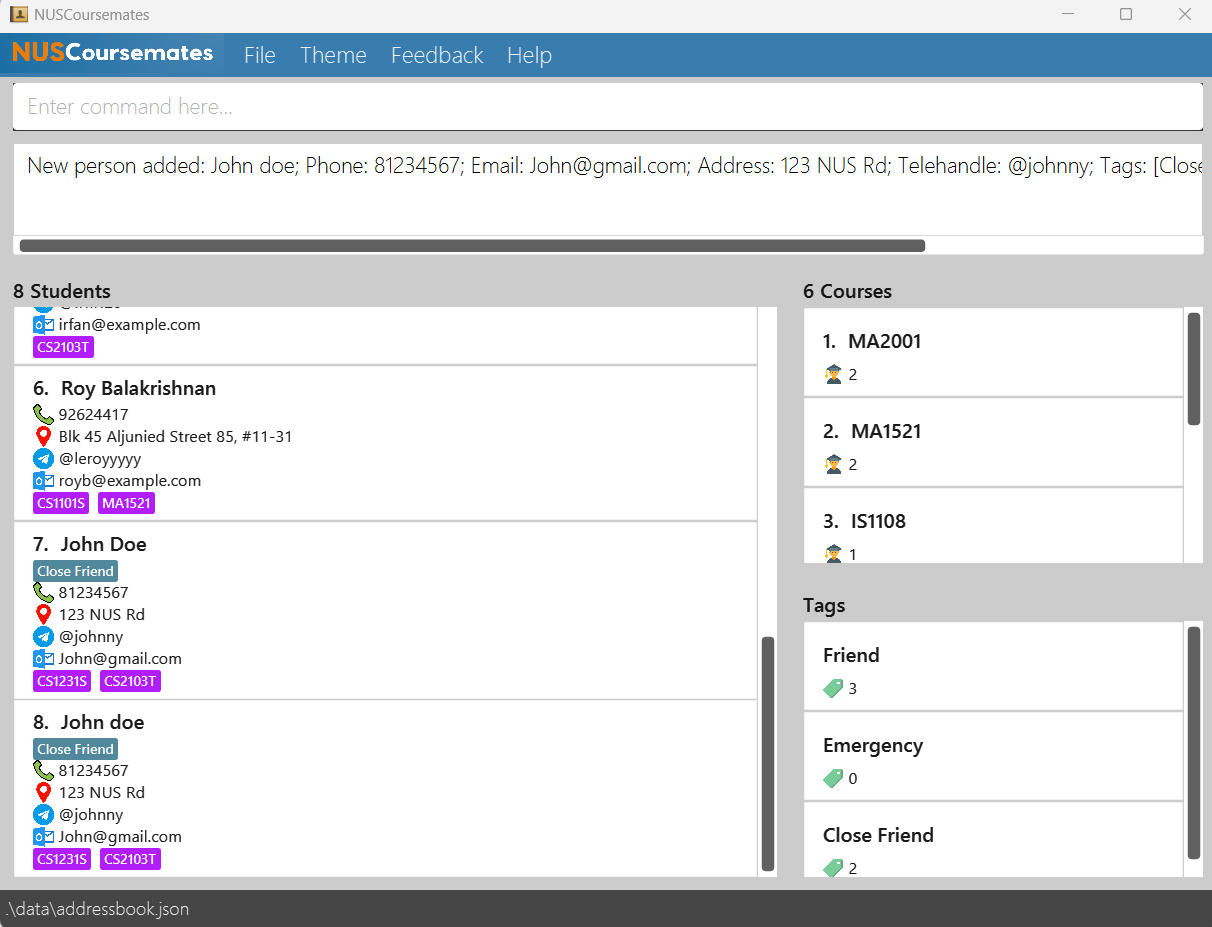 NUSCoursemates
NUSCoursemates File Theme Feedback Help
Enter command here...
New person added: John doe; Phone: 81234567; Email: John@gmail.com; Address: 123 NUS Rd; Telehandle: @johnny; Tags: [Close
8 Students
irfan@example.com
CS2103T
6. Roy Balakrishnan
92624417
Blk 45 Aljunied Street 85, #11-31
@leroyyyyy
royb@example.com
CS1101S MA1521
7. John Doe
Close Friend
81234567
123 NUS Rd
@johnny
John@gmail.com
CS1231S CS2103T
8. John doe
Close Friend
81234567
123 NUS Rd
@johnny
John@gmail.com
CS1231S CS2103T
6 Courses
1. MA2001
2
2. MA1521
2
3. IS1108
1
Tags
Friend
3
Emergency
0
Close Friend
2
.\data\addressbook.json